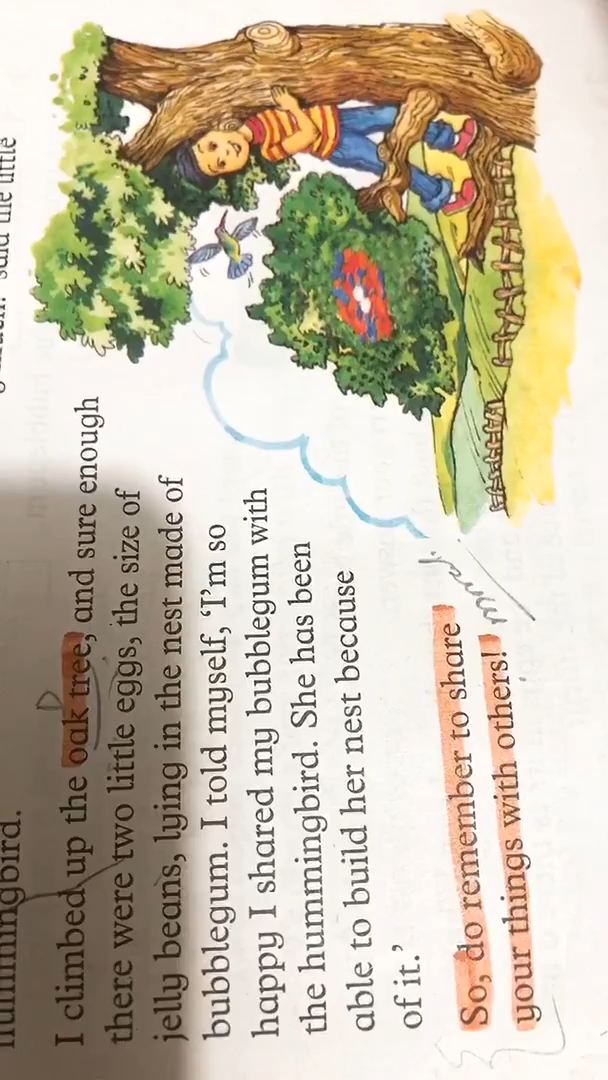 said the little
hummingbird.
I climbed up the oak tree, and sure enough
there were two little eggs, the size of
jelly beans, lying in the nest made of
bubblegum. I told myself, ‘I’m so
happy I shared my bubblegum with
the hummingbird. She has been
able to build her nest because
of it.’
So, do remember to share
your things with others!